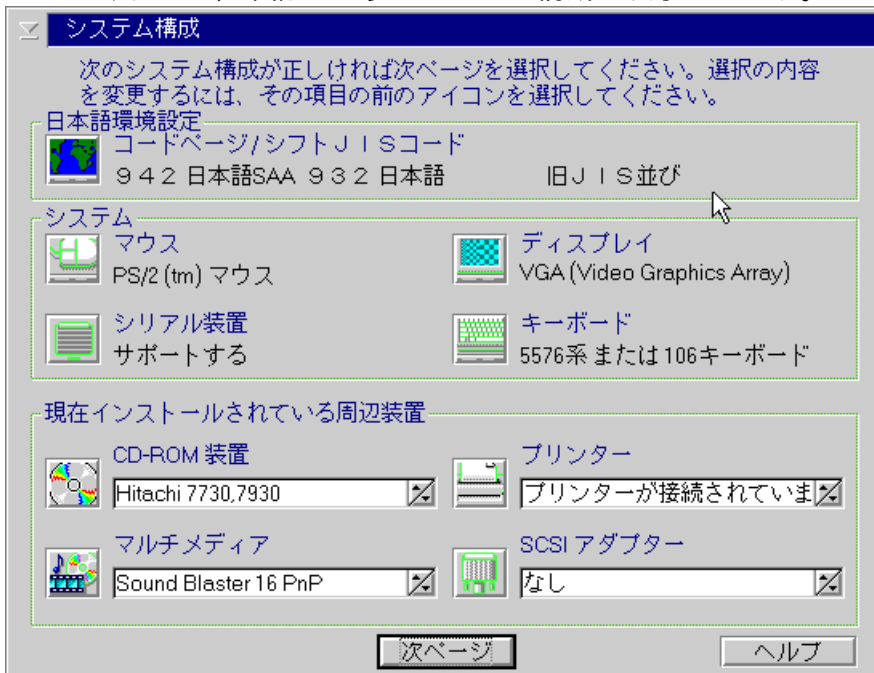 システム構成
次のシステム構成が正しければ次ページを選択してください。選択の内容
を変更するには、その項目の前のアイコンを選択してください。
日本語環境設定
コードページ/シフトＪＩＳコード
９４２ 日本語SAA ９３２ 日本語 旧ＪＩＳ並び
システム
マウス
PS/2 (tm) マウス
ディスプレイ
VGA (Video Graphics Array)
シリアル装置
サポートする
キーボード
5576系 または 106キーボード
現在インストールされている周辺装置
CD-ROM 装置
Hitachi 7730,7930
プリンター
プリンターが接続されていま
マルチメディア
Sound Blaster 16 PnP
SCSI アダプター
なし
次ページ
ヘルプ